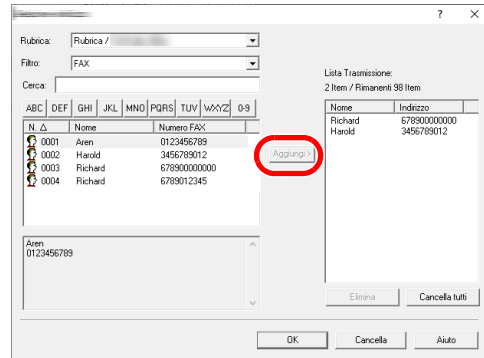 ? X
Rubrica: Rubrica /
Filtro: FAX
Cerca:
ABC DEF GHI JKL MNO PQRS TUV WXYZ 0-9
N. △ Nome Numero FAX
0001 Aren 0123456789
0002 Harold 3456789012
0003 Richard 678900000000
0004 Richard 6789012345
Aren
0123456789
Aggiungi >
Lista Trasmissione:
2 Item / Rimanenti 98 Item
Nome Indirizzo
Richard 678900000000
Harold 3456789012
Elimina Cancella tutti
OK Cancella Aiuto